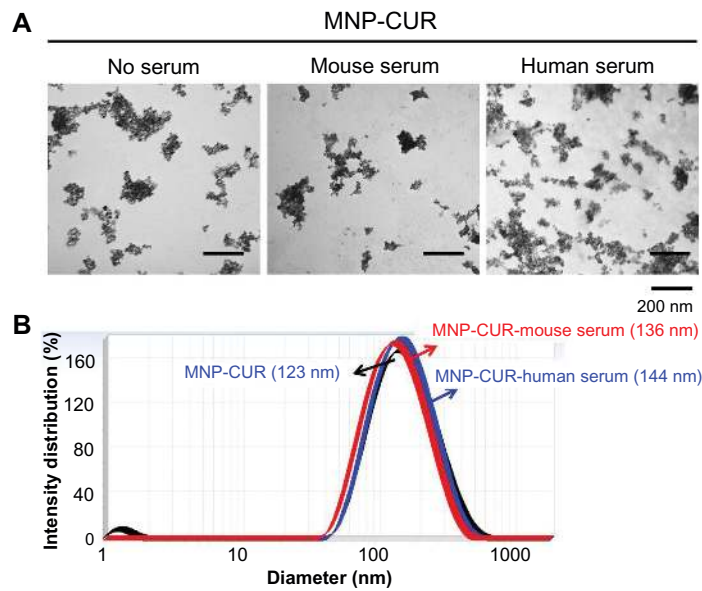 A
MNP-CUR
No serum
Mouse serum
Human serum
200 nm
B
Intensity distribution (%)
160
120
80
40
0
1
10
100
1000
Diameter (nm)
MNP-CUR (123 nm)
MNP-CUR-mouse serum (136 nm)
MNP-CUR-human serum (144 nm)